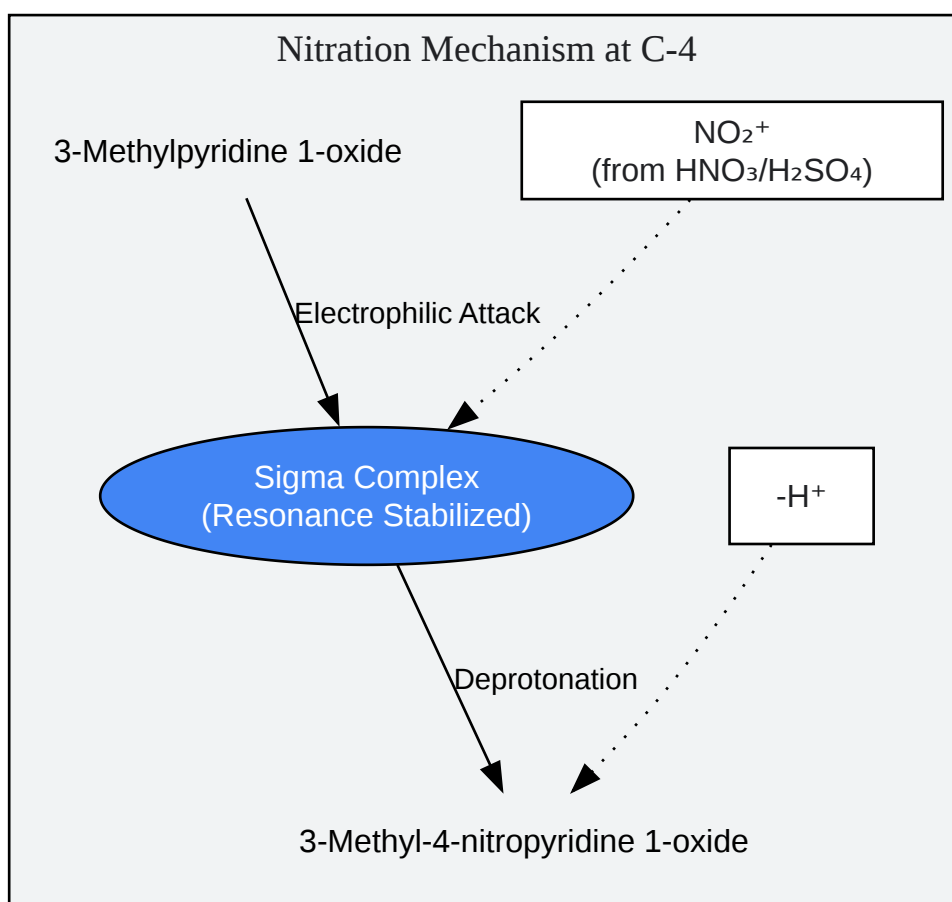 Nitration Mechanism at C-4
3-Methylpyridine 1-oxide
NO₂⁺
(from HNO₃/H₂SO₄)
Electrophilic Attack
Sigma Complex
(Resonance Stabilized)
-H⁺
Deprotonation
3-Methyl-4-nitropyridine 1-oxide